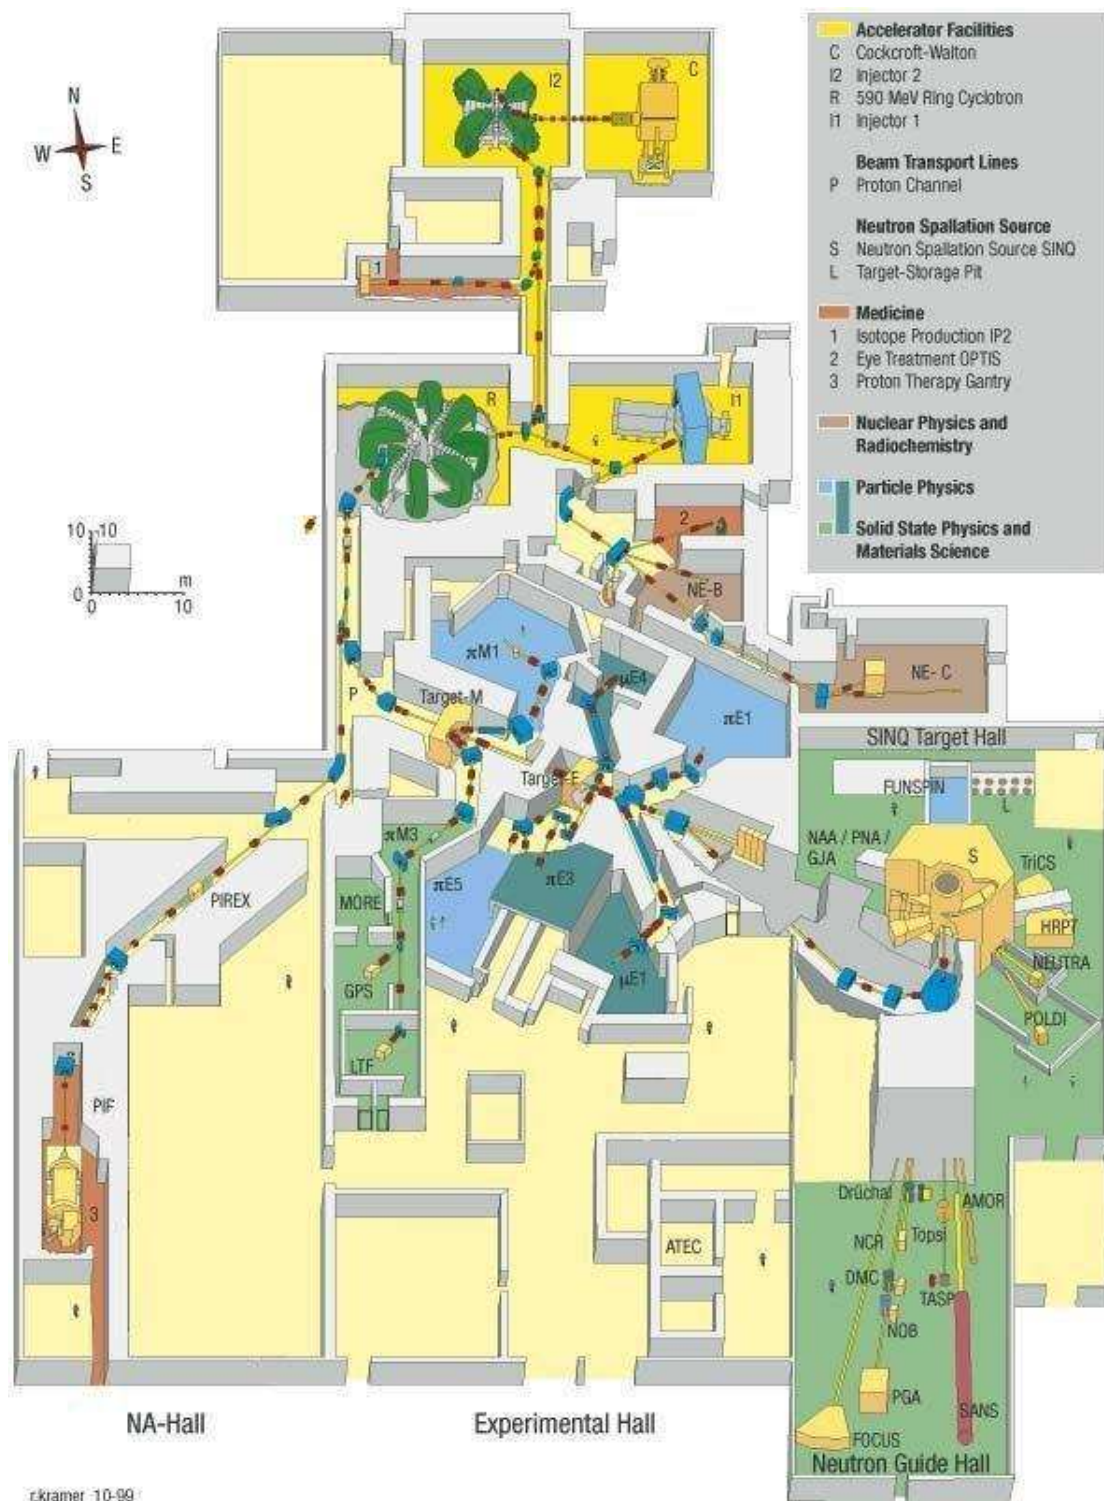 Accelerator Facilities
C Cockcroft-Walton
I2 Injector 2
R 590 MeV Ring Cyclotron
I1 Injector 1
Beam Transport Lines
P Proton Channel
Neutron Spallation Source
S Neutron Spallation Source SINQ
L Target-Storage Pit
Medicine
1 Isotope Production IP2
2 Eye Treatment OPTIS
3 Proton Therapy Gantry
Nuclear Physics and
Radiochemistry
Particle Physics
Solid State Physics and
Materials Science
N
W E
S
I2
C
1
R
I1
2
10 10
m
0
0 10
NE-B
πM1
μE4
NE-C
P
Target-M
πE1
SINQ Target Hall
Target-E
FUNSPIN
L
πM3
NAA / PNA /
GJA
S
TriCS
πE5
πE3
PIREX
MORE
HRPT
NEUTRA
GPS
μE1
POLDI
LTF
PIF
3
Drüchal
AMOR
NCR
Topsi
ATEC
DMC
TASP
NOB
PGA
SANS
FOCUS
NA-Hall
Experimental Hall
Neutron Guide Hall
r.kramer 10-99